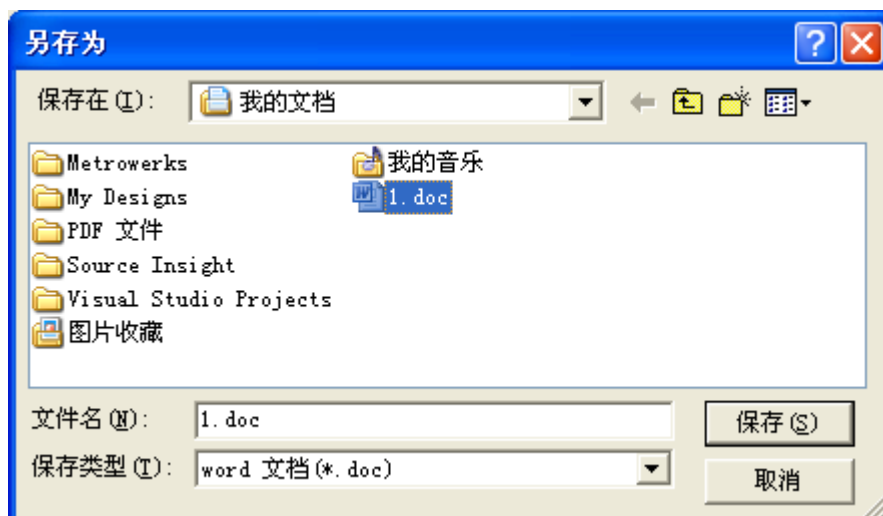 另存为
保存在(I):
我的文档
Metrowerks
My Designs
PDF 文件
Source Insight
Visual Studio Projects
图片收藏
我的音乐
1.doc
文件名(N):
1.doc
保存(S)
保存类型(T):
word 文档(*.doc)
取消